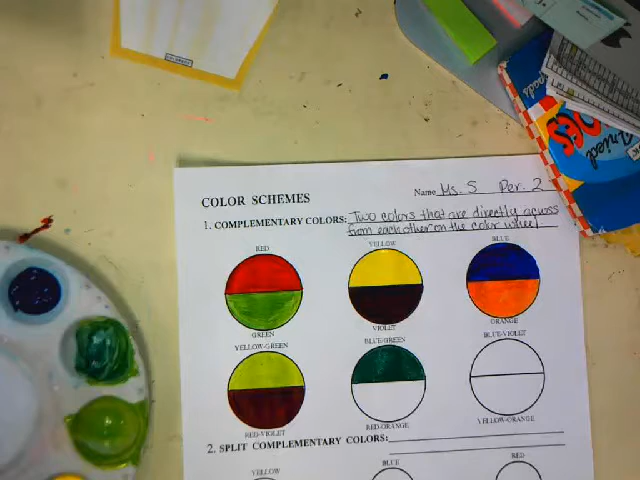 COLOR SCHEMES
Name Ms. S Per. 2
1. COMPLEMENTARY COLORS: Two colors that are directly across
from each other on the color wheel
RED YELLOW BLUE
GREEN VIOLET ORANGE
YELLOW-GREEN BLUE-GREEN BLUE-VIOLET
RED-VIOLET RED-ORANGE YELLOW-ORANGE
2. SPLIT COMPLEMENTARY COLORS:
YELLOW BLUE RED